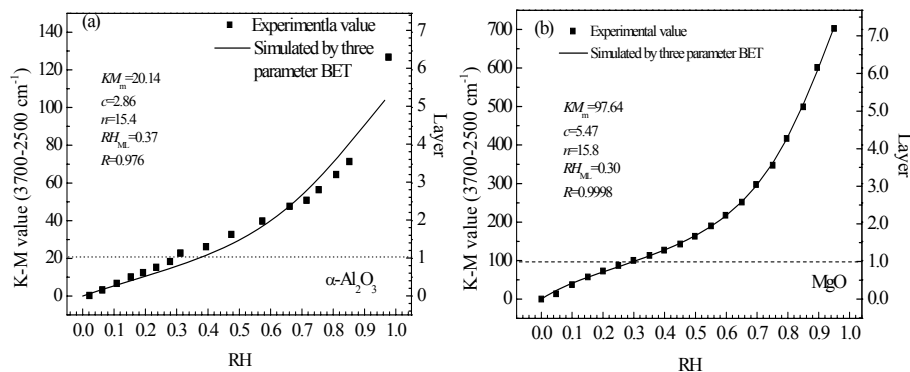 (a)
Experimentla value
Simulated by three
parameter BET
KMm=20.14
c=2.86
n=15.4
RHML=0.37
R=0.976
α-Al2O3
K-M value (3700-2500 cm-1)
140
120
100
80
60
40
20
0
Layer
7
6
5
4
3
2
1
0
0.0 0.1 0.2 0.3 0.4 0.5 0.6 0.7 0.8 0.9 1.0
RH
(b)
Experimental value
Simulated by three parameter BET
KMm=97.64
c=5.47
n=15.8
RHML=0.30
R=0.9998
MgO
K-M value (3700-2500 cm-1)
700
600
500
400
300
200
100
0
Layer
7.0
6.0
5.0
4.0
3.0
2.0
1.0
0.0
0.0 0.1 0.2 0.3 0.4 0.5 0.6 0.7 0.8 0.9 1.0
RH